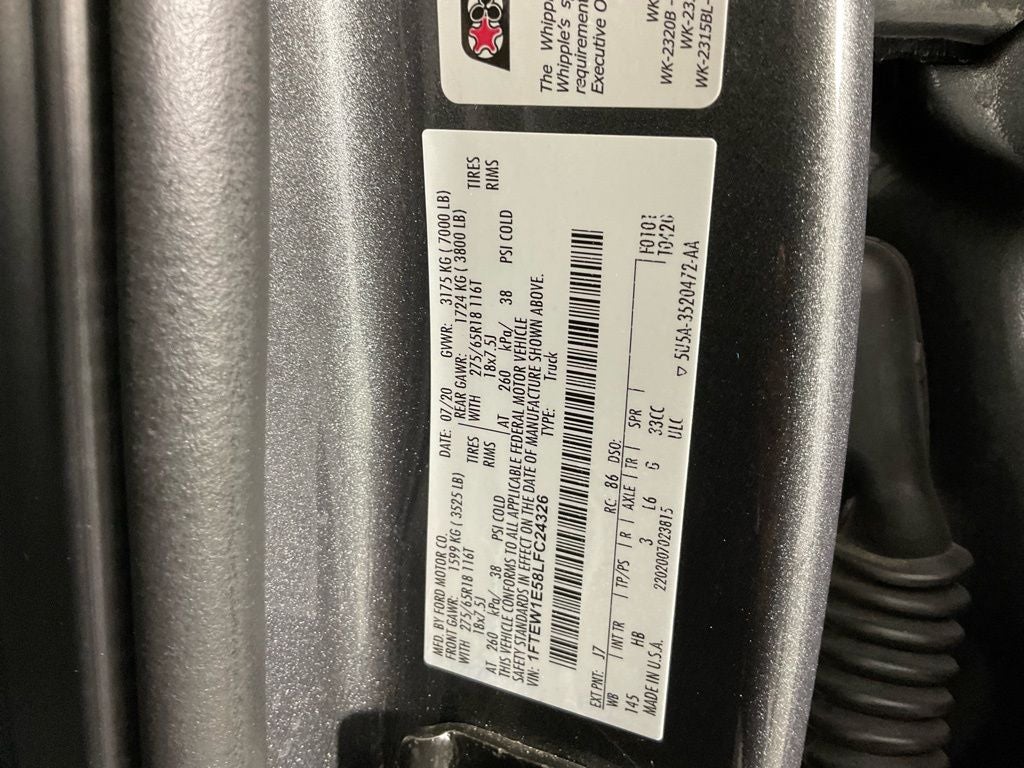 The Whipp
Whipple's s
requirement
Executive O
WK
WK-2320B -
WK-23
WK-2315BL-
MFD. BY FORD MOTOR CO. DATE: 07/20 GVWR: 3175 KG ( 7000 LB)
FRONT GAWR: 1599 KG ( 3525 LB) REAR GAWR: 1724 KG ( 3800 LB)
WITH 275/65R18 116T TIRES WITH 275/65R18 116T TIRES
18x7.5J RIMS 18x7.5J RIMS
AT 260 kPa/ 38 PSI COLD AT 260 kPa/ 38 PSI COLD
THIS VEHICLE CONFORMS TO ALL APPLICABLE FEDERAL MOTOR VEHICLE
SAFETY STANDARDS IN EFFECT ON THE DATE OF MANUFACTURE SHOWN ABOVE.
VIN: 1FTEW1E58LFC24326 TYPE: Truck
EXT PNT: J7 RC: 86 DSO:
WB INT TR TP/PS R AXLE TR SPR
145 HB 3 L6 G 33CC
MADE IN U.S.A. 2202007023815 ULC
▽ 5U5A-3520472-AA